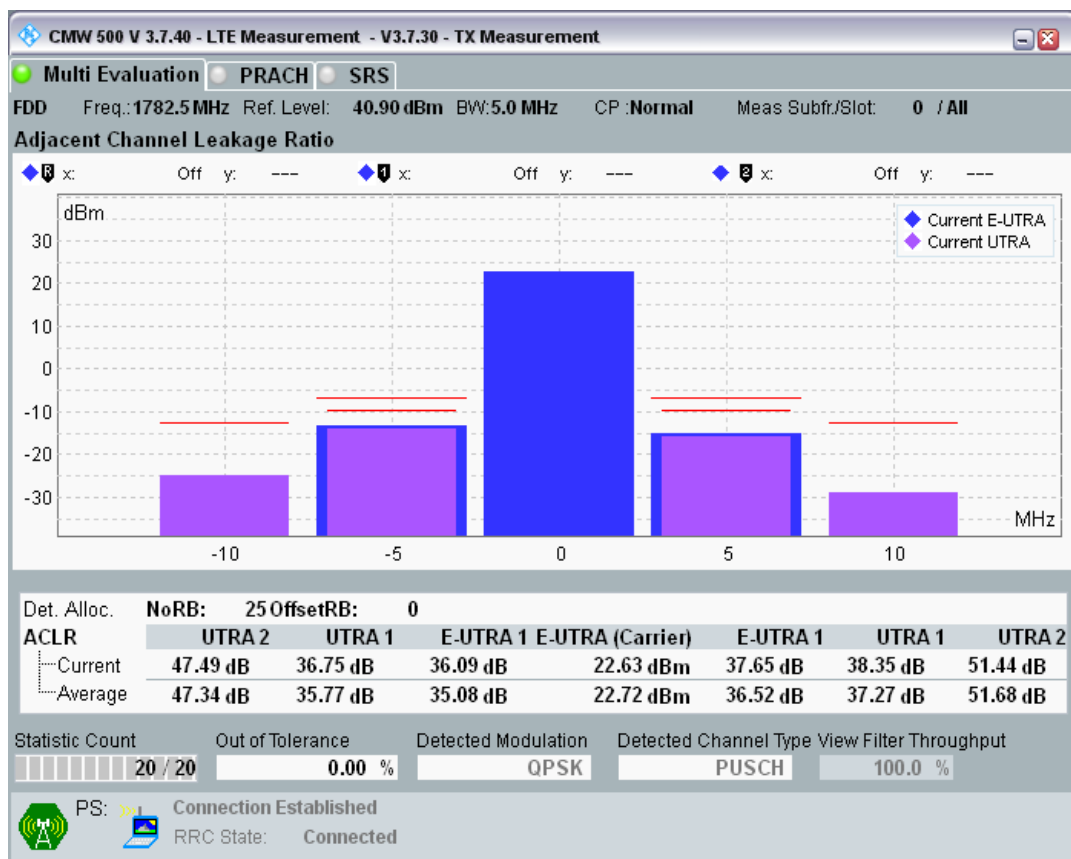 CMW 500 V 3.7.40 - LTE Measurement - V3.7.30 - TX Measurement
Multi Evaluation PRACH SRS
FDD Freq.: 1782.5 MHz Ref. Level: 40.90 dBm BW: 5.0 MHz CP : Normal Meas Subfr./Slot: 0 / All
Adjacent Channel Leakage Ratio
R x: Off y: --- 1 x: Off y: --- 2 x: Off y: ---
dBm
Current E-UTRA
Current UTRA
30
20
10
0
-10
-20
-30
MHz
-10 -5 0 5 10
Det. Alloc. NoRB: 25 OffsetRB: 0
ACLR UTRA 2 UTRA 1 E-UTRA 1 E-UTRA (Carrier) E-UTRA 1 UTRA 1 UTRA 2
Current 47.49 dB 36.75 dB 36.09 dB 22.63 dBm 37.65 dB 38.35 dB 51.44 dB
Average 47.34 dB 35.77 dB 35.08 dB 22.72 dBm 36.52 dB 37.27 dB 51.68 dB
Statistic Count Out of Tolerance Detected Modulation Detected Channel Type View Filter Throughput
20 / 20 0.00 % QPSK PUSCH 100.0 %
PS: Connection Established
RRC State: Connected